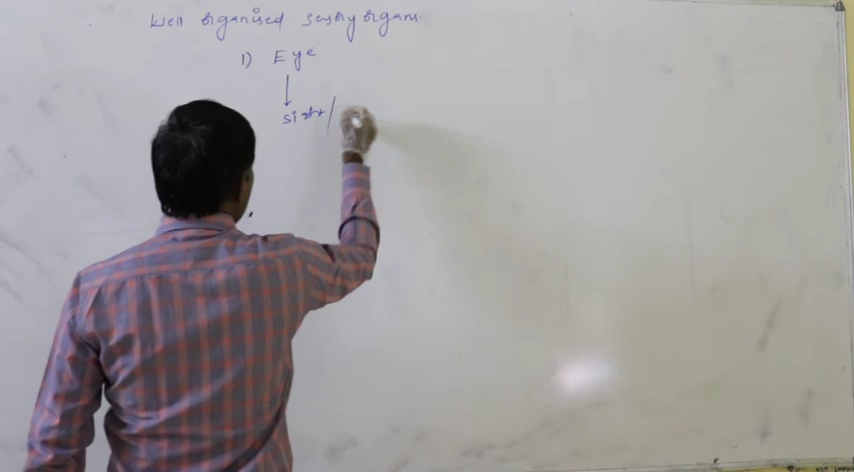 Well organised sensory organs
1) Eye
sight/